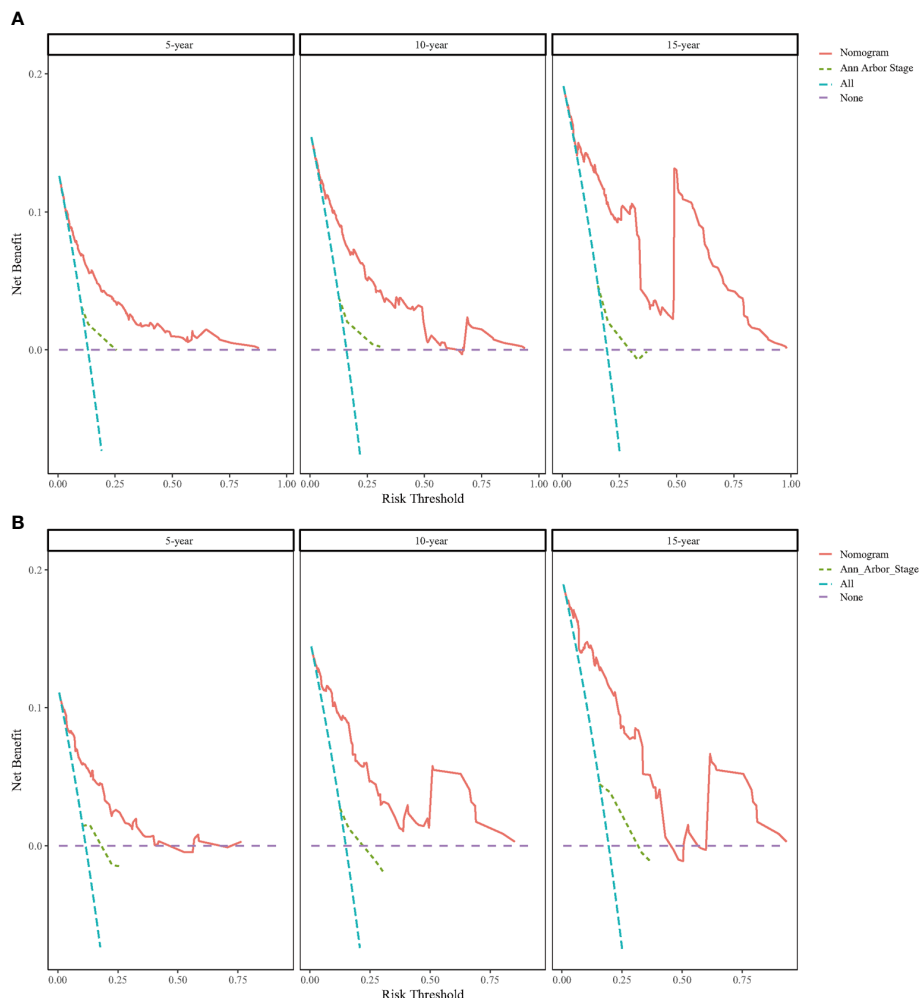 A
5-year
10-year
15-year
Nomogram
Ann Arbor Stage
All
None
Net Benefit
0.2
0.1
0.0
0.00 0.25 0.50 0.75 1.00
0.00 0.25 0.50 0.75 1.00
0.00 0.25 0.50 0.75 1.00
Risk Threshold
B
5-year
10-year
15-year
Nomogram
Ann_Arbor_Stage
All
None
Net Benefit
0.2
0.1
0.0
0.00 0.25 0.50 0.75
0.00 0.25 0.50 0.75
0.00 0.25 0.50 0.75
Risk Threshold